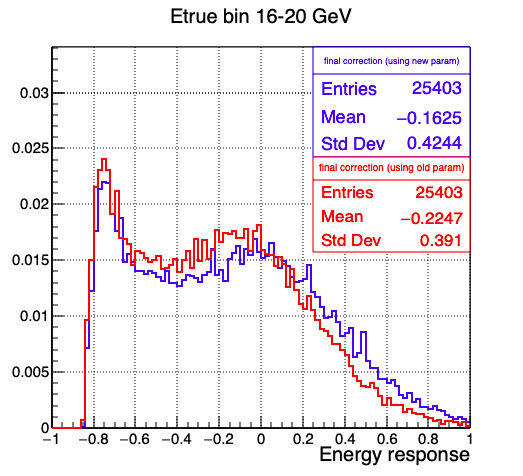 Etrue bin 16-20 GeV
final correction (using new param)
Entries 25403
Mean −0.1625
Std Dev 0.4244
final correction (using old param)
Entries 25403
Mean −0.2247
Std Dev 0.391
0.03
0.025
0.02
0.015
0.01
0.005
0
−1 −0.8 −0.6 −0.4 −0.2 0 0.2 0.4 0.6 0.8 1
Energy response